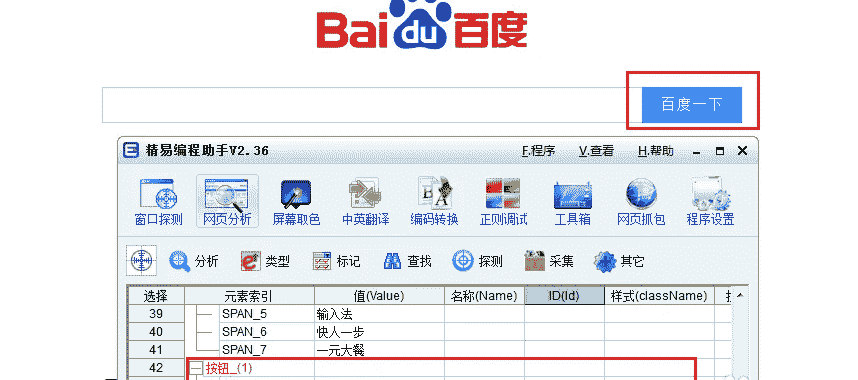 Bai du 百度
百度一下
精易编程助手V2.36 F.程序 V.查看 H.帮助
窗口探测 网页分析 屏幕取色 中英翻译 编码转换 正则调试 工具箱 网页抓包 程序设置
分析 类型 标记 查找 探测 采集 其它
选择 元素索引 值(Value) 名称(Name) ID(Id) 样式(className)
39 SPAN_5 输入法
40 SPAN_6 快人一步
41 SPAN_7 一元大餐
42 按钮_(1)